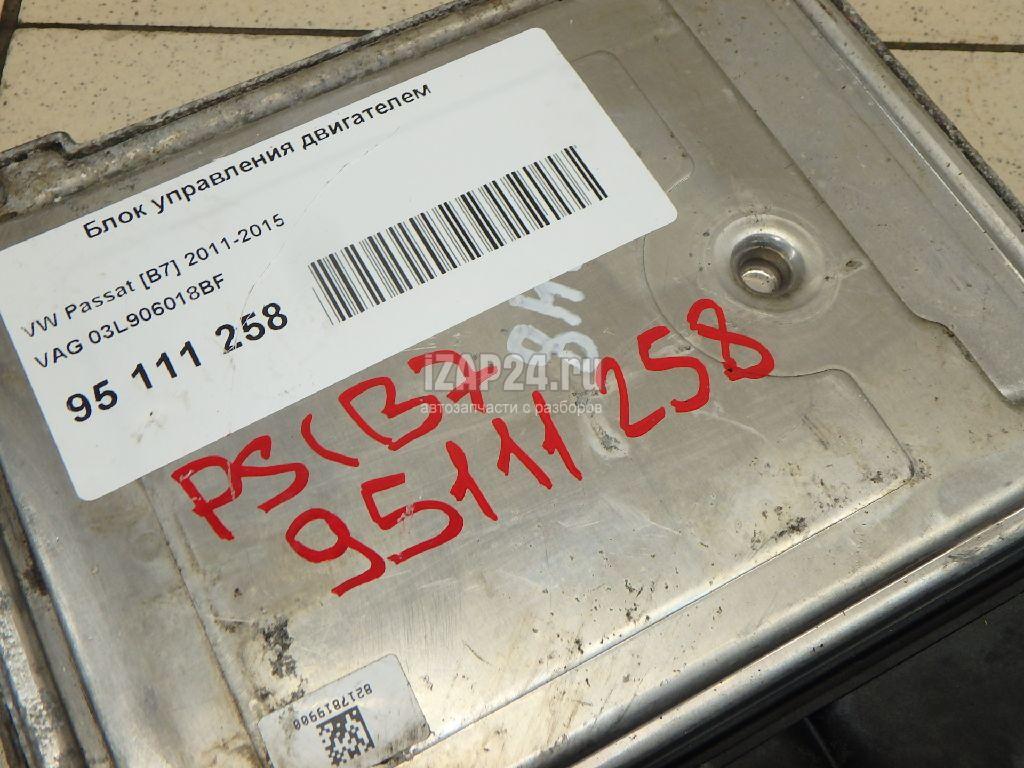 Блок управления двигателем
VW Passat [B7] 2011-2015
VAG 03L906018BF
95 111 258
iZAP24.ru
автозапчасти с разборов
PS(B7
95111258
8217819900